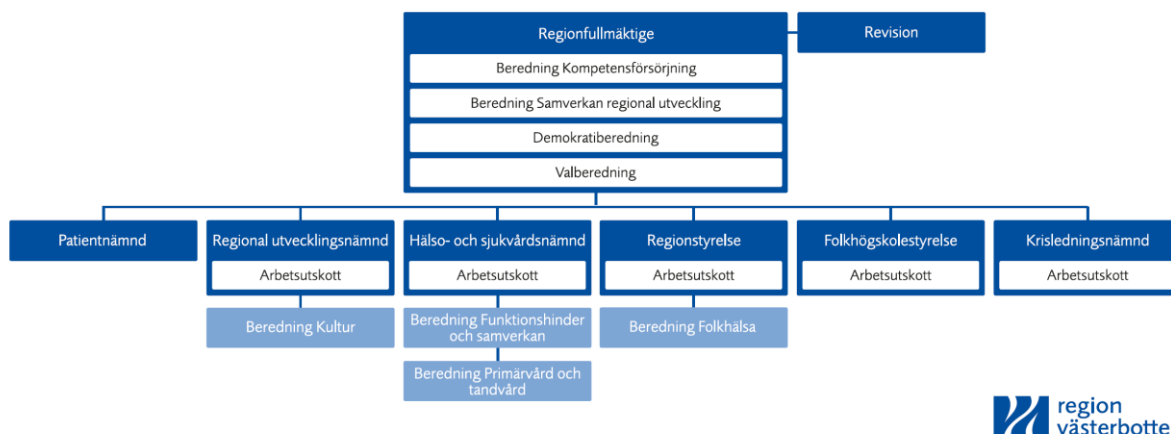 Regionfullmäktige
Revision
Beredning Kompetensförsörjning
Beredning Samverkan regional utveckling
Demokratiberedning
Valberedning
Patientnämnd
Regional utvecklingsnämnd
Arbetsutskott
Beredning Kultur
Hälso- och sjukvårdsnämnd
Arbetsutskott
Beredning Funktionshinder
och samverkan
Beredning Primärvård och
tandvård
Regionstyrelse
Arbetsutskott
Beredning Folkhälsa
Folkhögskolestyrelse
Arbetsutskott
Krisledningsnämnd
Arbetsutskott
region
västerbotte